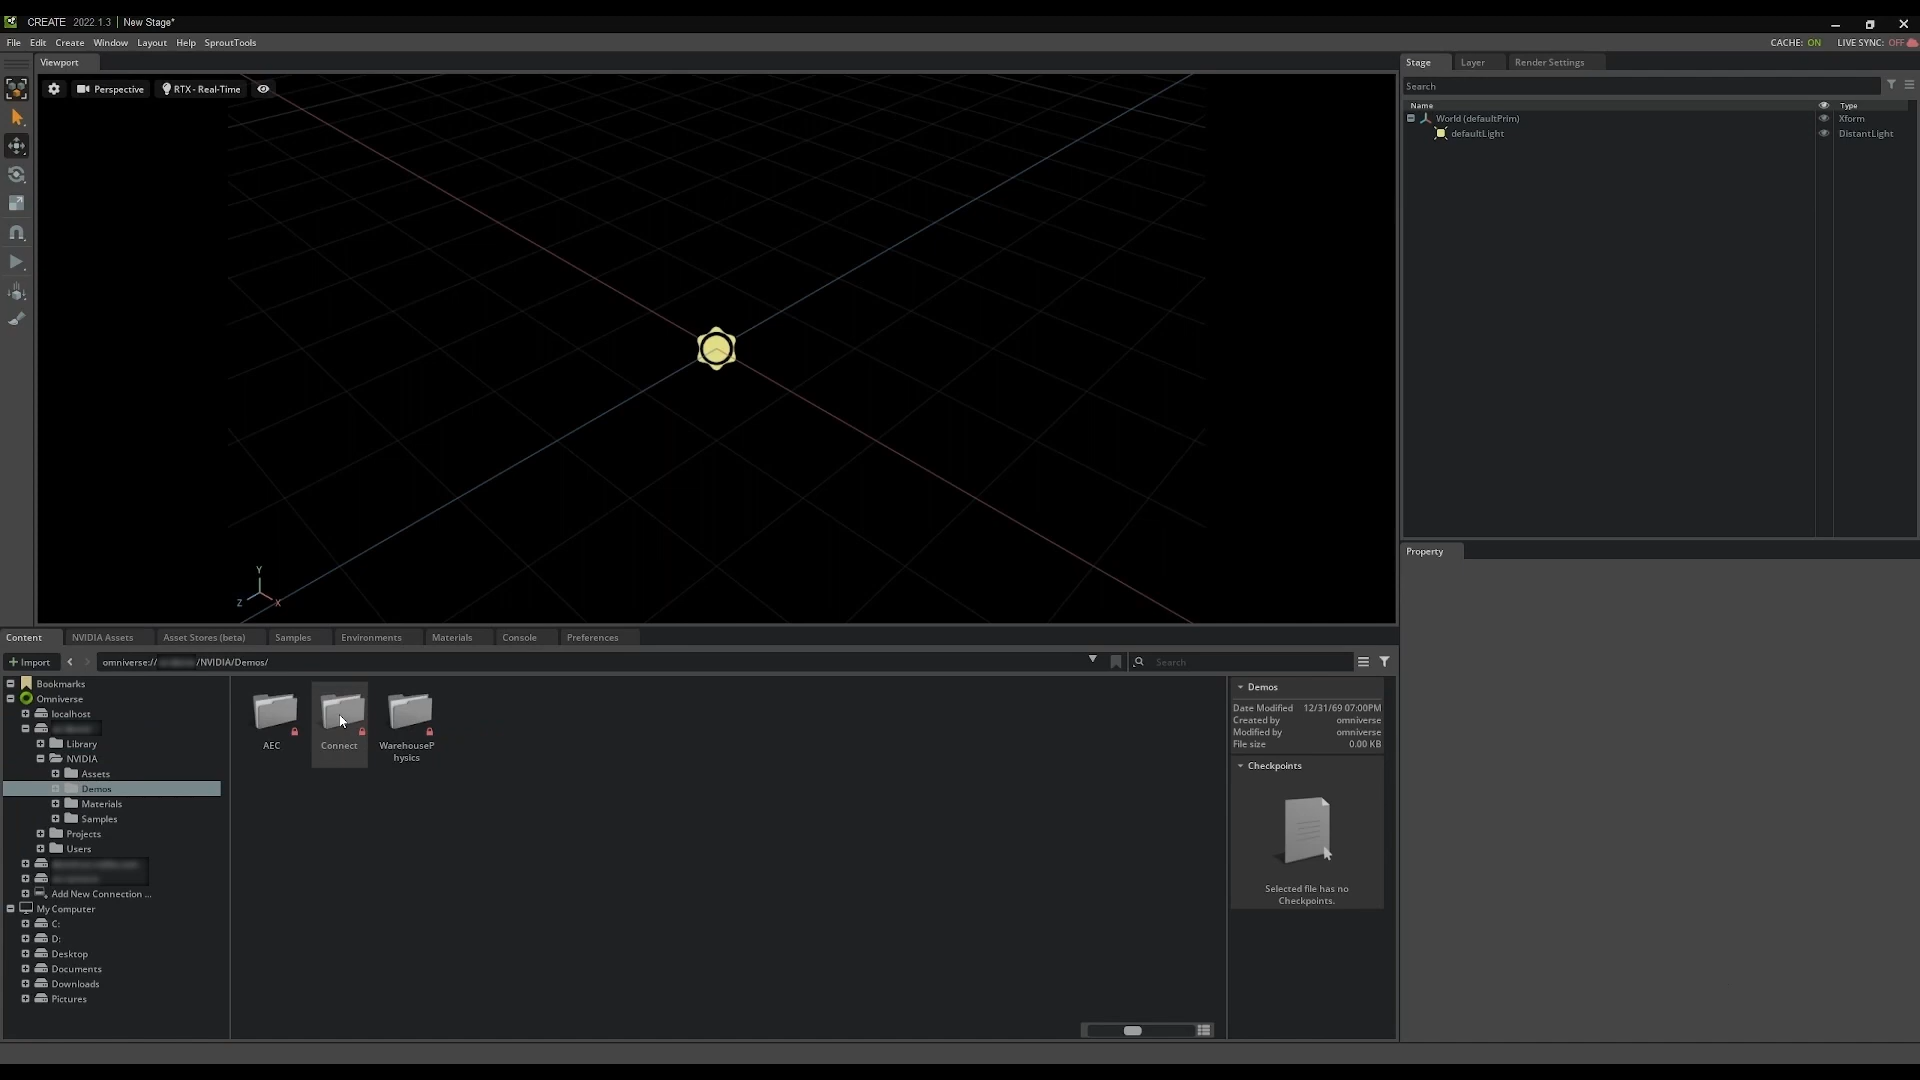 CREATE 2022.1.3 | New Stage*
File Edit Create Window Layout Help SproutTools
CACHE: ON LIVE SYNC: OFF
Viewport
Perspective RTX - Real-Time
Y
Z X
Stage Layer Render Settings
Search
Name Type
World (defaultPrim) Xform
defaultLight DistantLight
Property
Content NVIDIA Assets Asset Stores (beta) Samples Environments Materials Console Preferences
+ Import omniverse:// /NVIDIA/Demos/ Search
Bookmarks
Omniverse
localhost
Library
NVIDIA
Assets
Demos
Materials
Samples
Projects
Users
Add New Connection ...
My Computer
C:
D:
Desktop
Documents
Downloads
Pictures
AEC
Connect
WarehouseP
hysics
Demos
Date Modified 12/31/69 07:00PM
Created by omniverse
Modified by omniverse
File size 0.00 KB
Checkpoints
Selected file has no
Checkpoints.